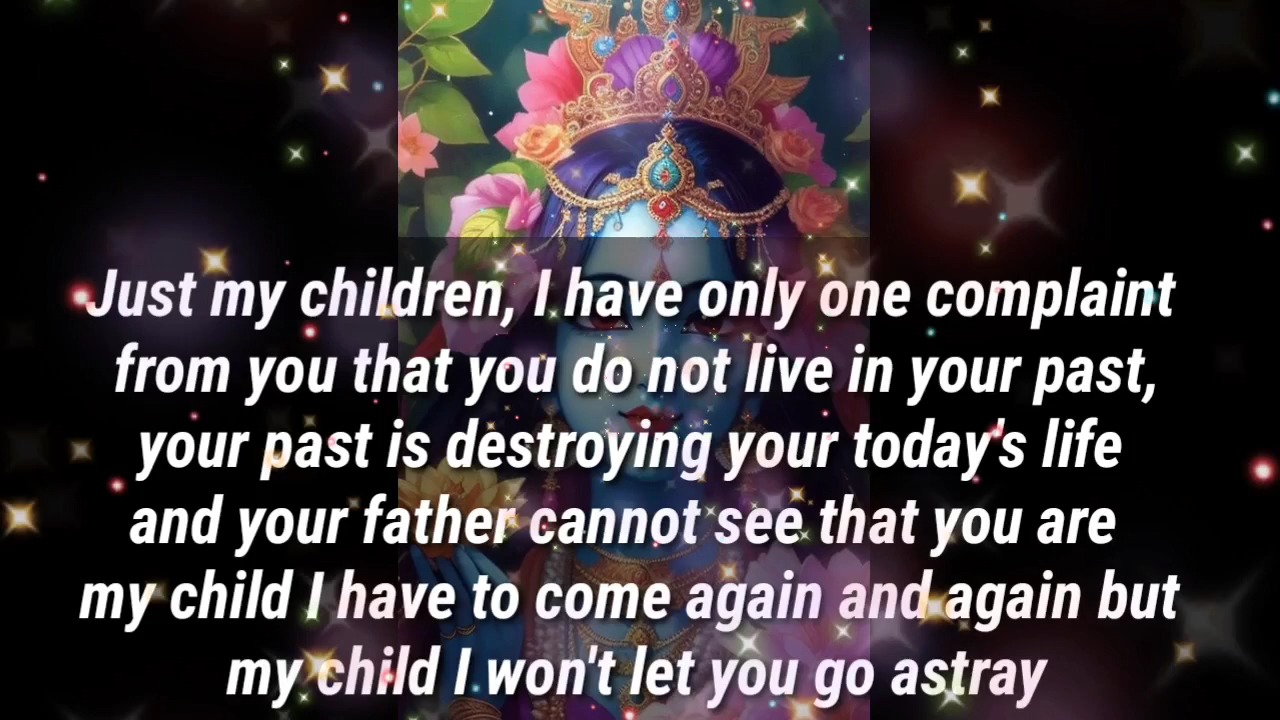 Just my children, I have only one complaint
from you that you do not live in your past,
your past is destroying your today's life
and your father cannot see that you are
my child I have to come again and again but
my child I won't let you go astray